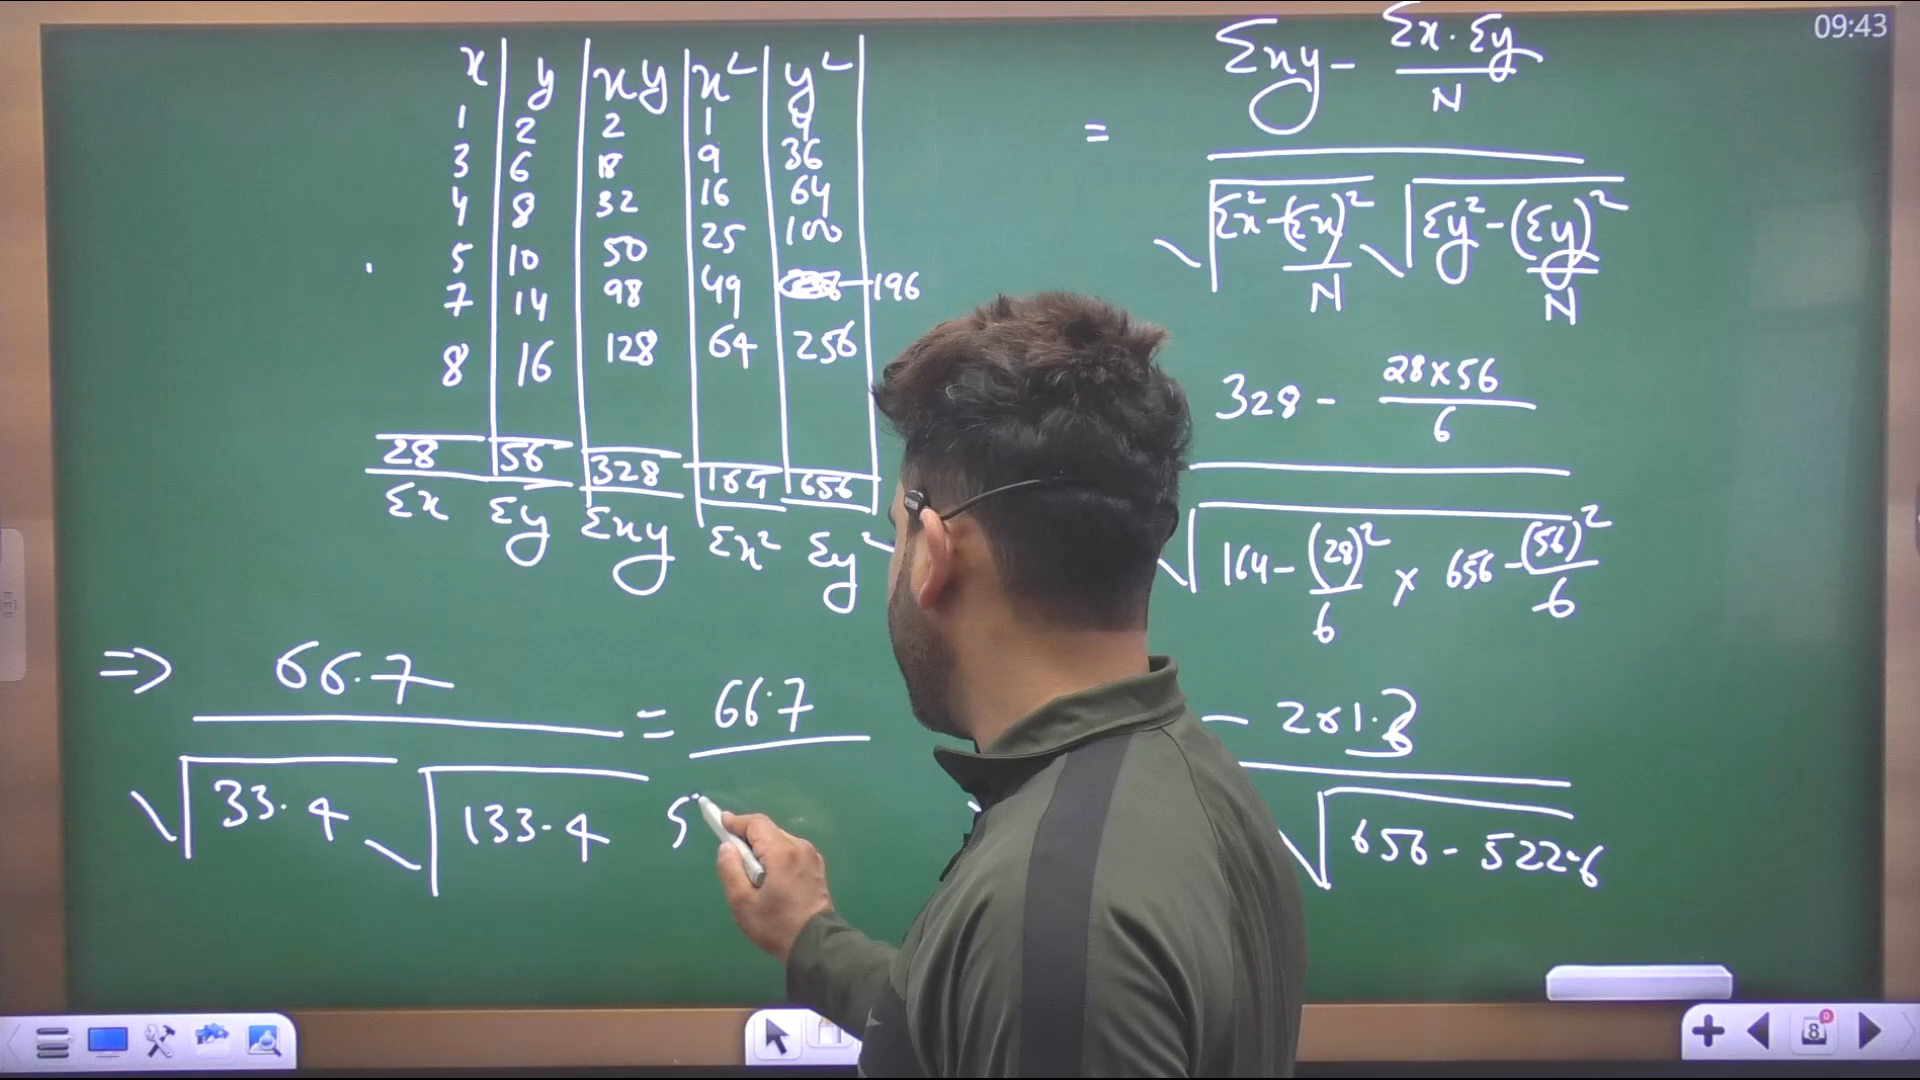 09:43
x y xy x² y²
1 2 2 1 4
3 6 18 9 36
4 8 32 16 64
5 10 50 25 100
7 14 98 49 196
8 16 128 64 256
28 56 328 164 656
Σx Σy Σxy Σx² Σy²
= Σxy - Σx·Σy/N
√Σx²-(Σx)²/N √Σy²-(Σy)²/N
328 - 28×56/6
√164-(28)²/6 × 656-(56)²/6
- 261.3
√656-522.6
⇒ 66.7 = 66.7
√33.4 √133.4 5
8
0